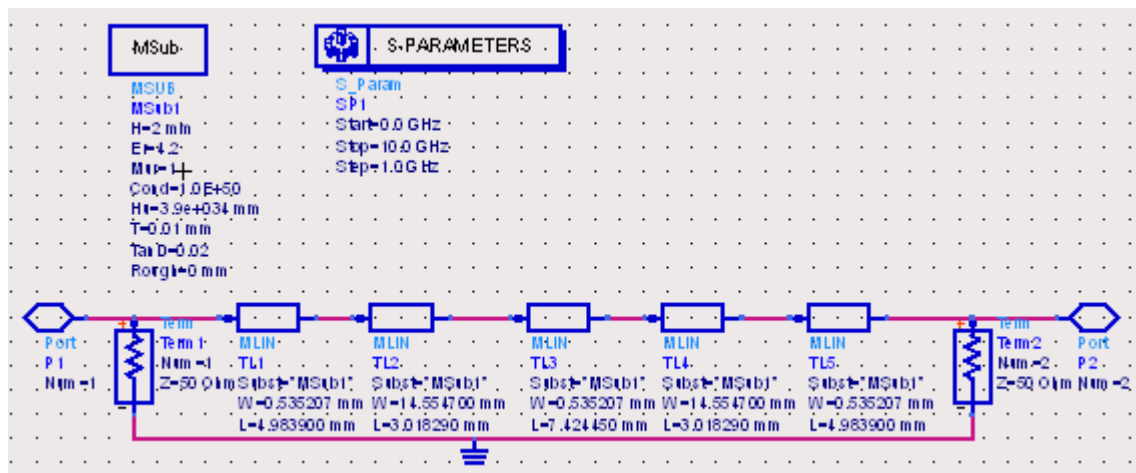 MSub
MSUB
MSub1
H=2 mm
Er=4.2
Mur=1
Cond=1.0E+50
Hu=3.9e+034 mm
T=0.01 mm
TanD=0.02
Rough=0 mm
S-PARAMETERS
S_Param
SP1
Start=0.0 GHz
Stop=10.0 GHz
Step=1.0 GHz
Port
P1
Num=1
+
Term
Term1
Num=1
Z=50 Ohm
-
MLIN
TL1
Subst="MSub1"
W=0.535207 mm
L=4.983900 mm
MLIN
TL2
Subst="MSub1"
W=14.554700 mm
L=3.018290 mm
MLIN
TL3
Subst="MSub1"
W=0.535207 mm
L=7.424450 mm
MLIN
TL4
Subst="MSub1"
W=14.554700 mm
L=3.018290 mm
MLIN
TL5
Subst="MSub1"
W=0.535207 mm
L=4.983900 mm
+
Term
Term2
Num=2
Z=50 Ohm
-
Port
P2
Num=2